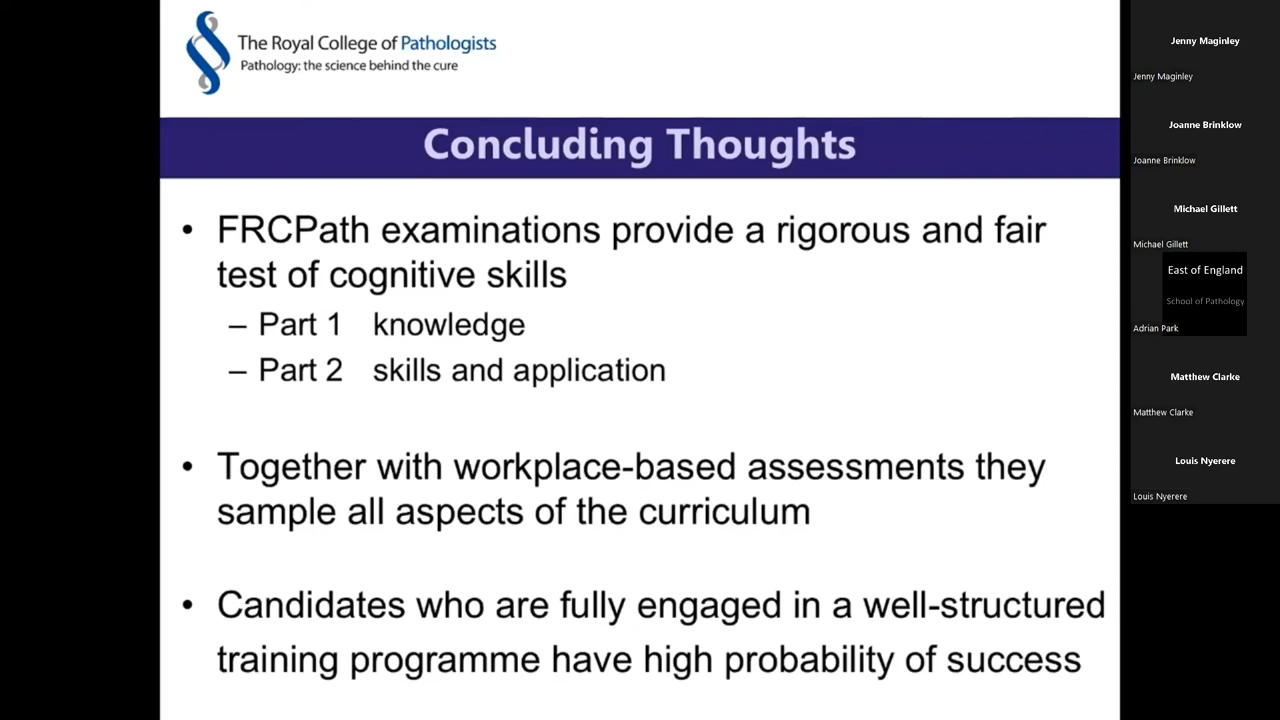 The Royal College of Pathologists
Pathology: the science behind the cure
Concluding Thoughts
• FRCPath examinations provide a rigorous and fair
test of cognitive skills
– Part 1 knowledge
– Part 2 skills and application
• Together with workplace-based assessments they
sample all aspects of the curriculum
• Candidates who are fully engaged in a well-structured
training programme have high probability of success
Jenny Maginley
Jenny Maginley
Joanne Brinklow
Joanne Brinklow
Michael Gillett
Michael Gillett
East of England
School of Pathology
Adrian Park
Matthew Clarke
Matthew Clarke
Louis Nyerere
Louis Nyerere